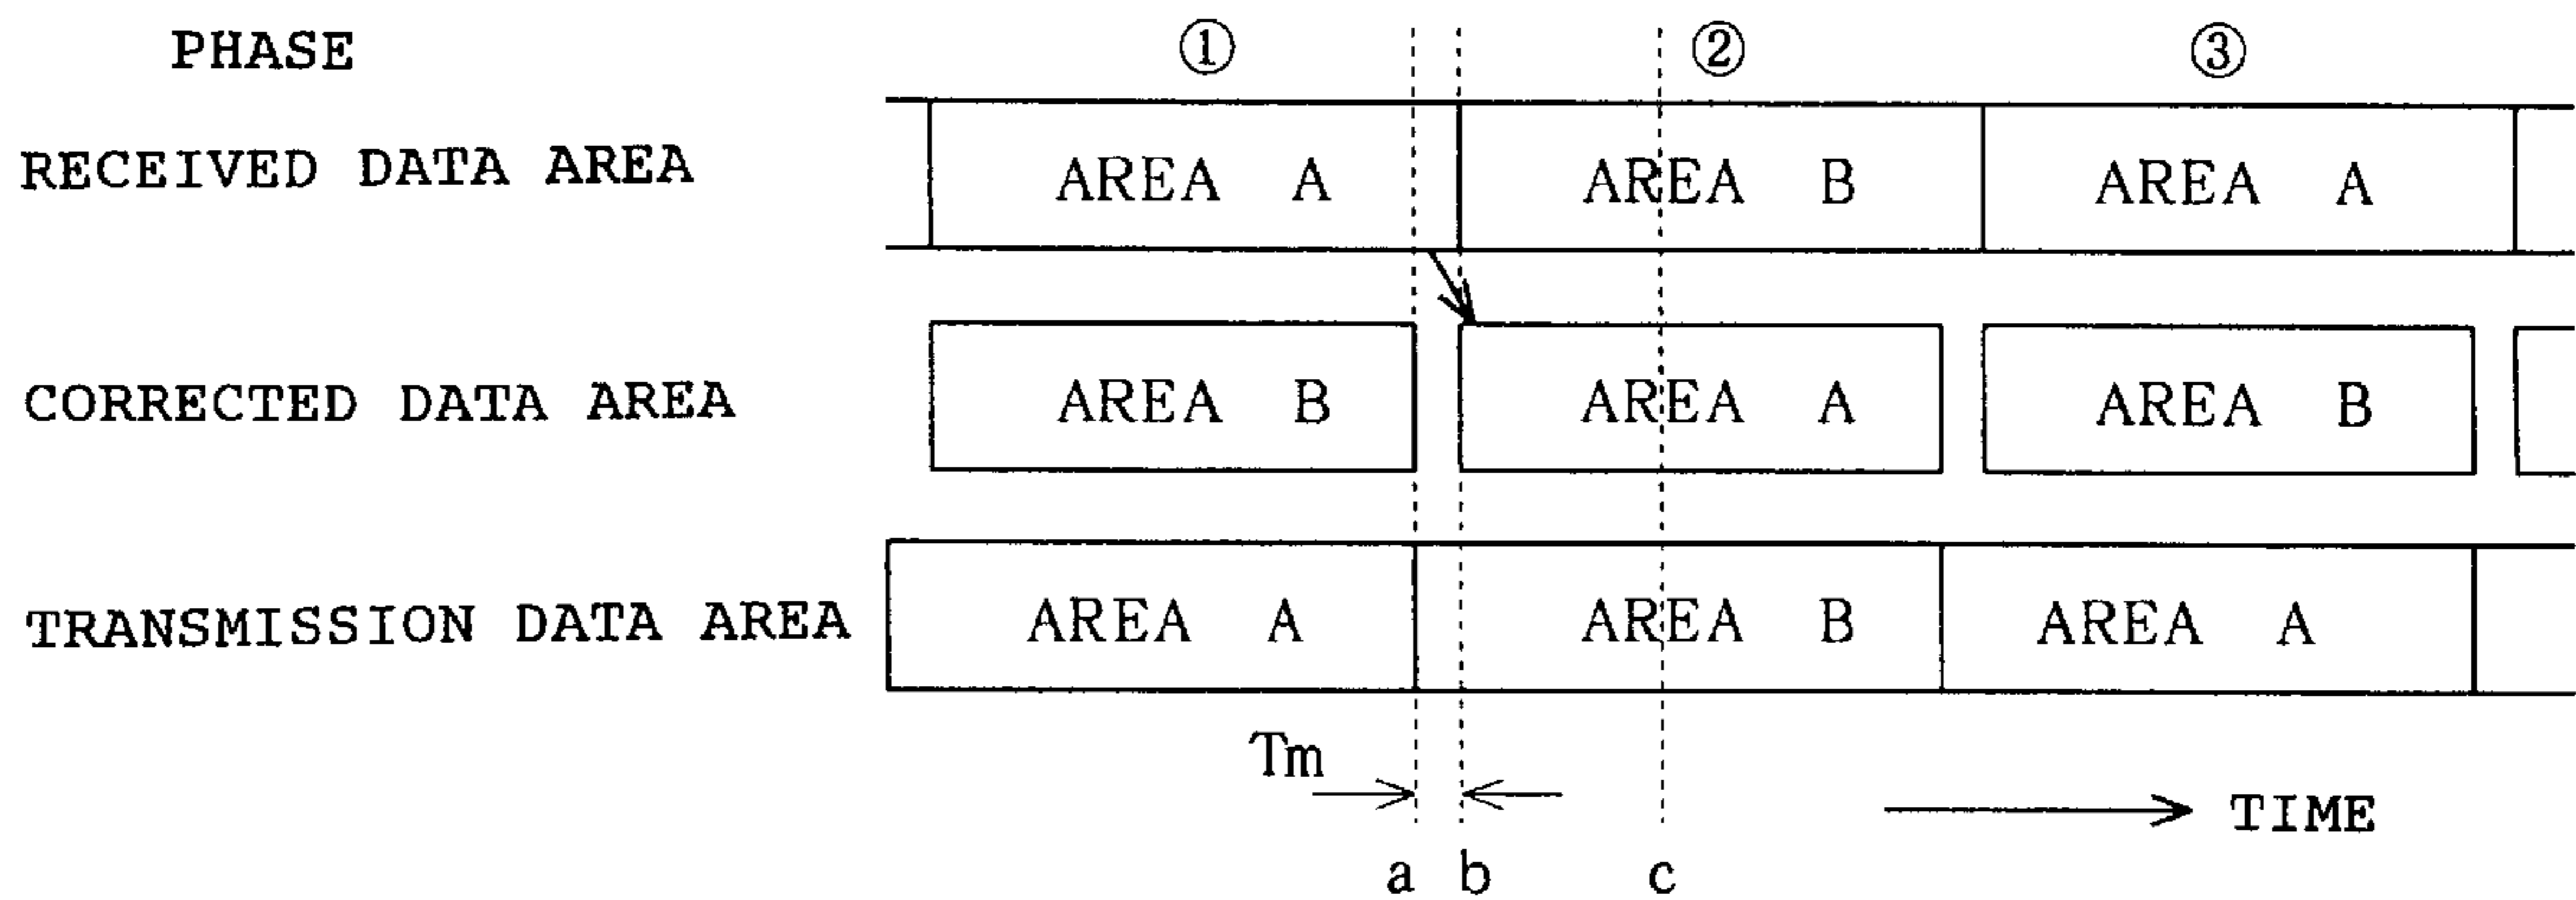 PHASE ① ② ③
RECEIVED DATA AREA AREA A AREA B AREA A
CORRECTED DATA AREA AREA B AREA A AREA B
TRANSMISSION DATA AREA AREA A AREA B AREA A
Tm
TIME
a b c